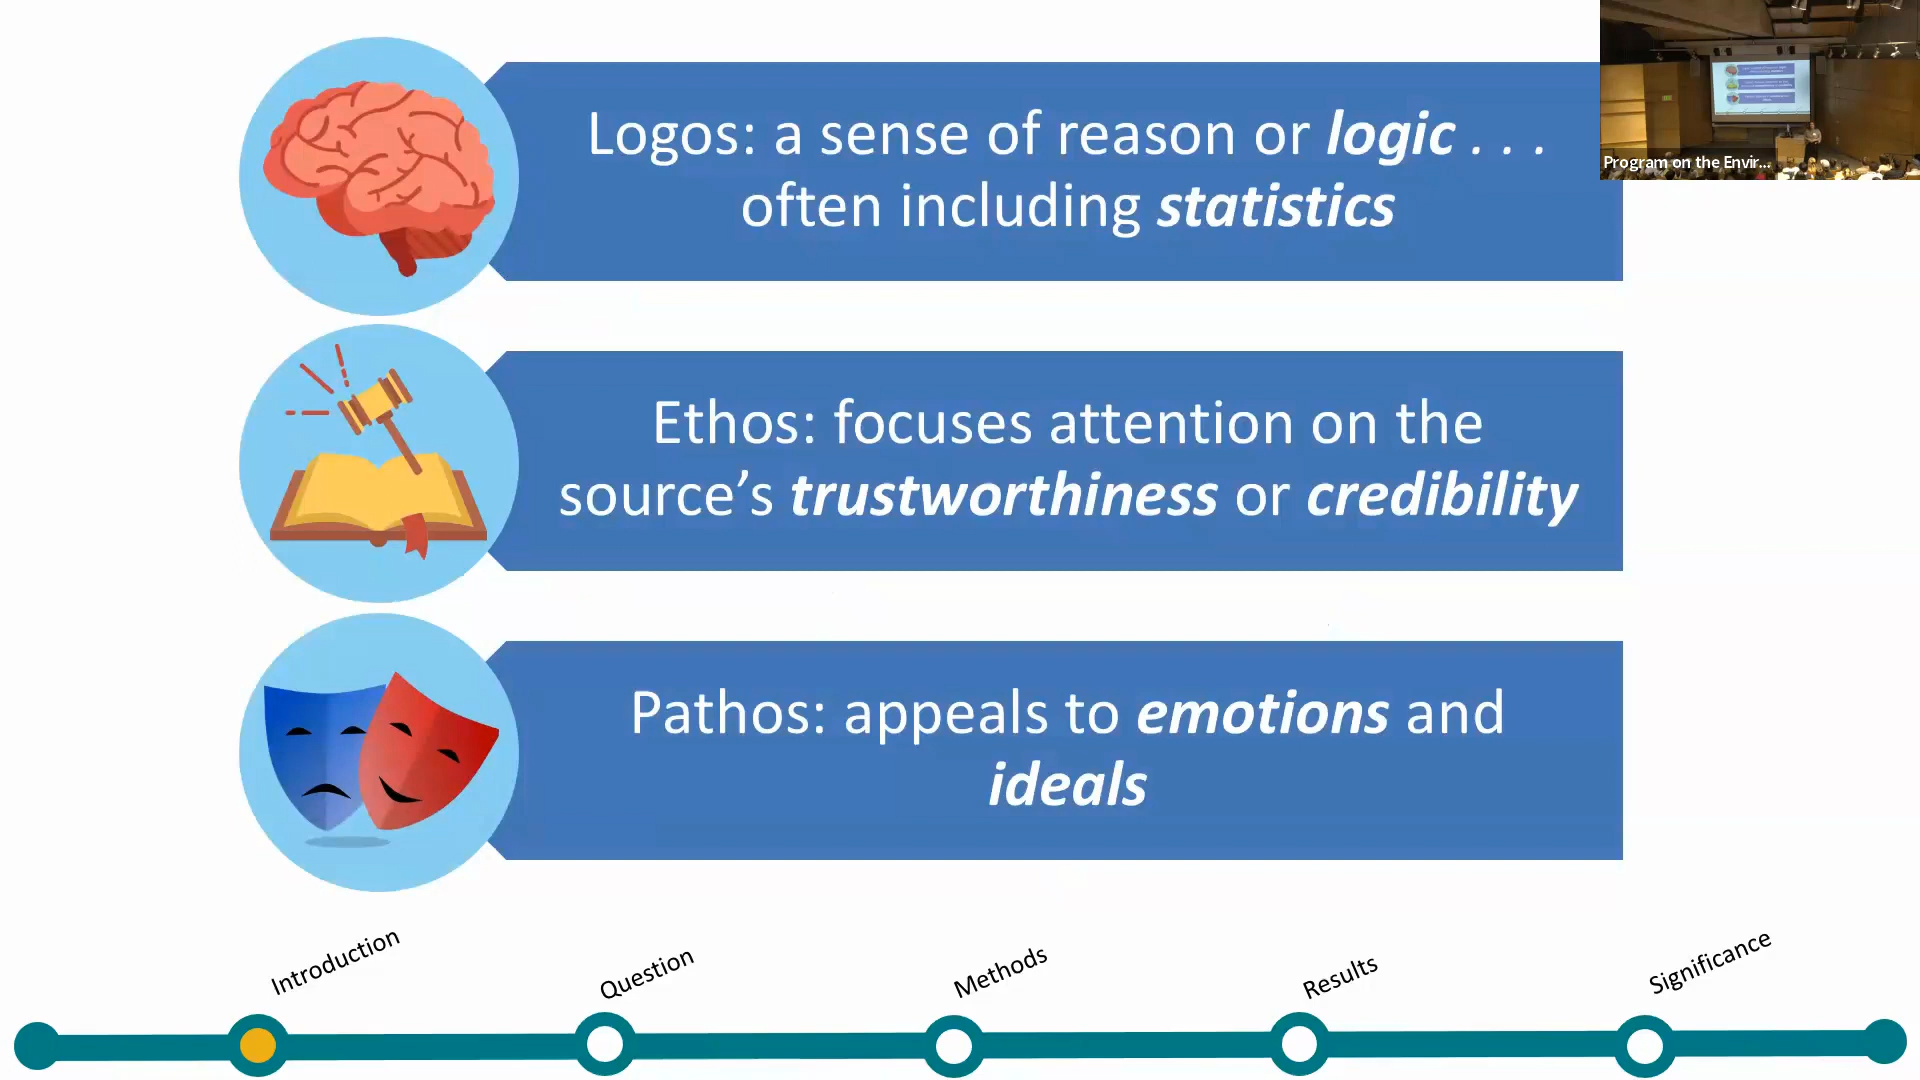 Logos: a sense of reason or logic . . .
often including statistics
Ethos: focuses attention on the
source’s trustworthiness or credibility
Pathos: appeals to emotions and
ideals
Program on the Envir...
Introduction
Question
Methods
Results
Significance